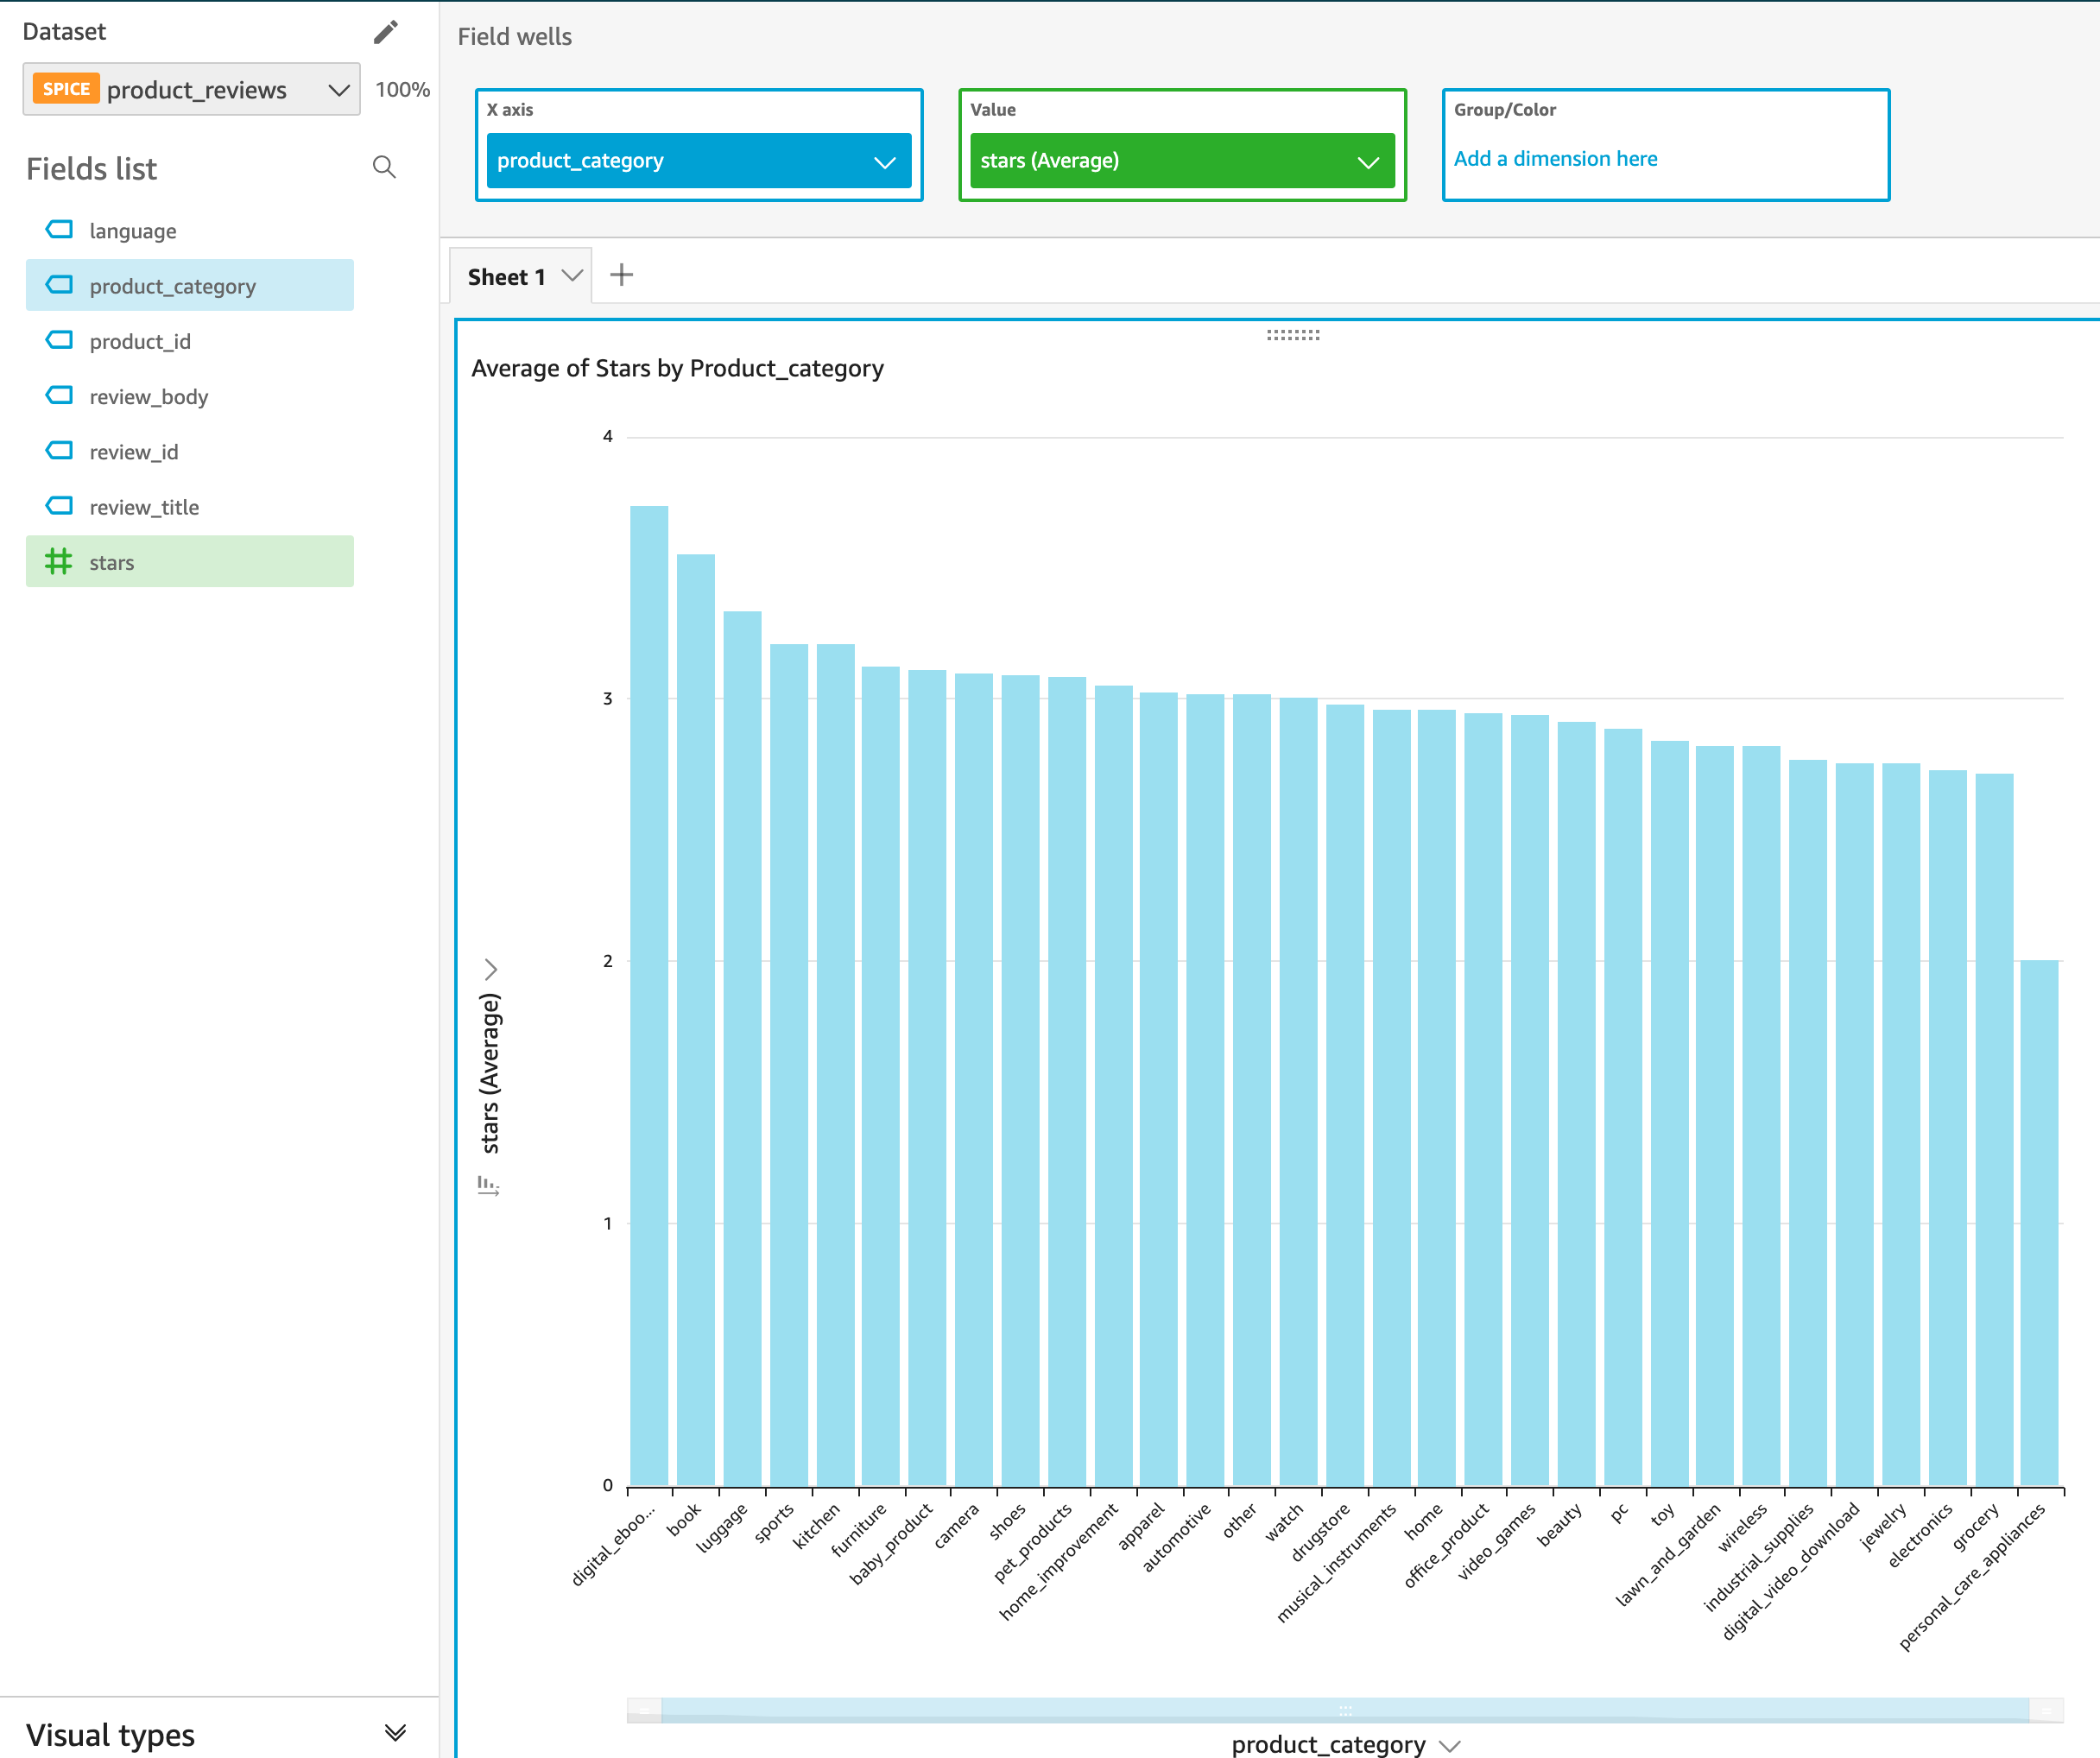 Dataset
SPICE product_reviews
100%
Fields list
language
product_category
product_id
review_body
review_id
review_title
stars
Visual types
Field wells
X axis
product_category
Value
stars (Average)
Group/Color
Add a dimension here
Sheet 1
Average of Stars by Product_category
4
3
2
1
0
stars (Average)
digital_eboo...
book
luggage
sports
kitchen
furniture
baby_product
camera
shoes
pet_products
home_improvement
apparel
automotive
other
watch
drugstore
musical_instruments
home
office_product
video_games
beauty
pc
toy
lawn_and_garden
wireless
industrial_supplies
digital_video_download
jewelry
electronics
grocery
personal_care_appliances
product_category